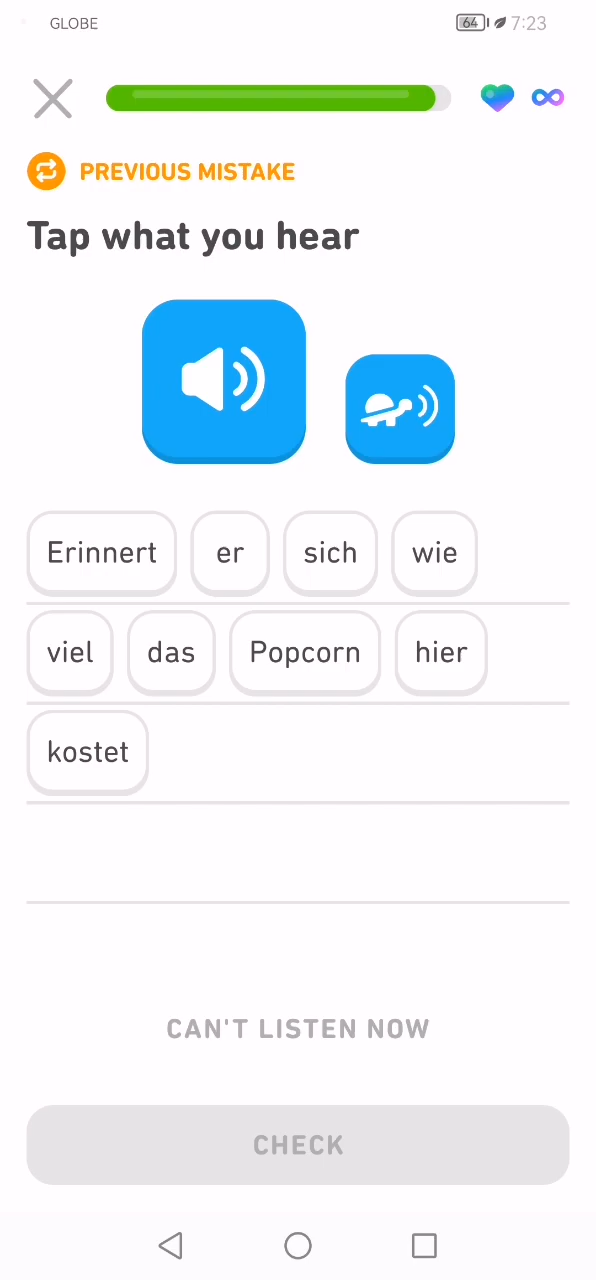 GLOBE 64 7:23
PREVIOUS MISTAKE
Tap what you hear
Erinnert er sich wie
viel das Popcorn hier
kostet
CAN'T LISTEN NOW
CHECK